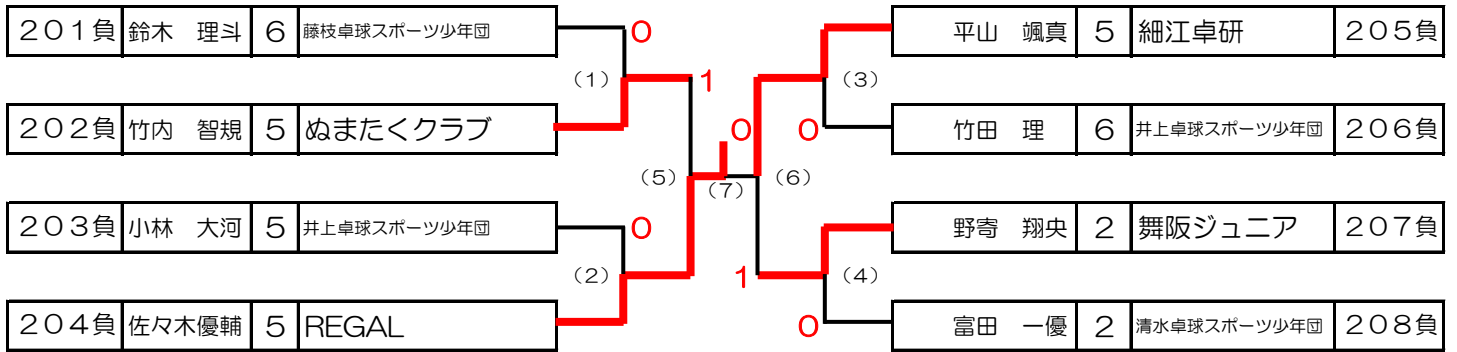 201負 鈴木 理斗 6 藤枝卓球スポーツ少年団 0 平山 颯真 5 細江卓研 205負
(1) 1 (3)
202負 竹内 智規 5 ぬまたくクラブ 0 0 竹田 理 6 井上卓球スポーツ少年団 206負
(5) (7) (6)
203負 小林 大河 5 井上卓球スポーツ少年団 0 野寄 翔央 2 舞阪ジュニア 207負
(2) 1 (4)
204負 佐々木優輔 5 REGAL 0 富田 一優 2 清水卓球スポーツ少年団 208負